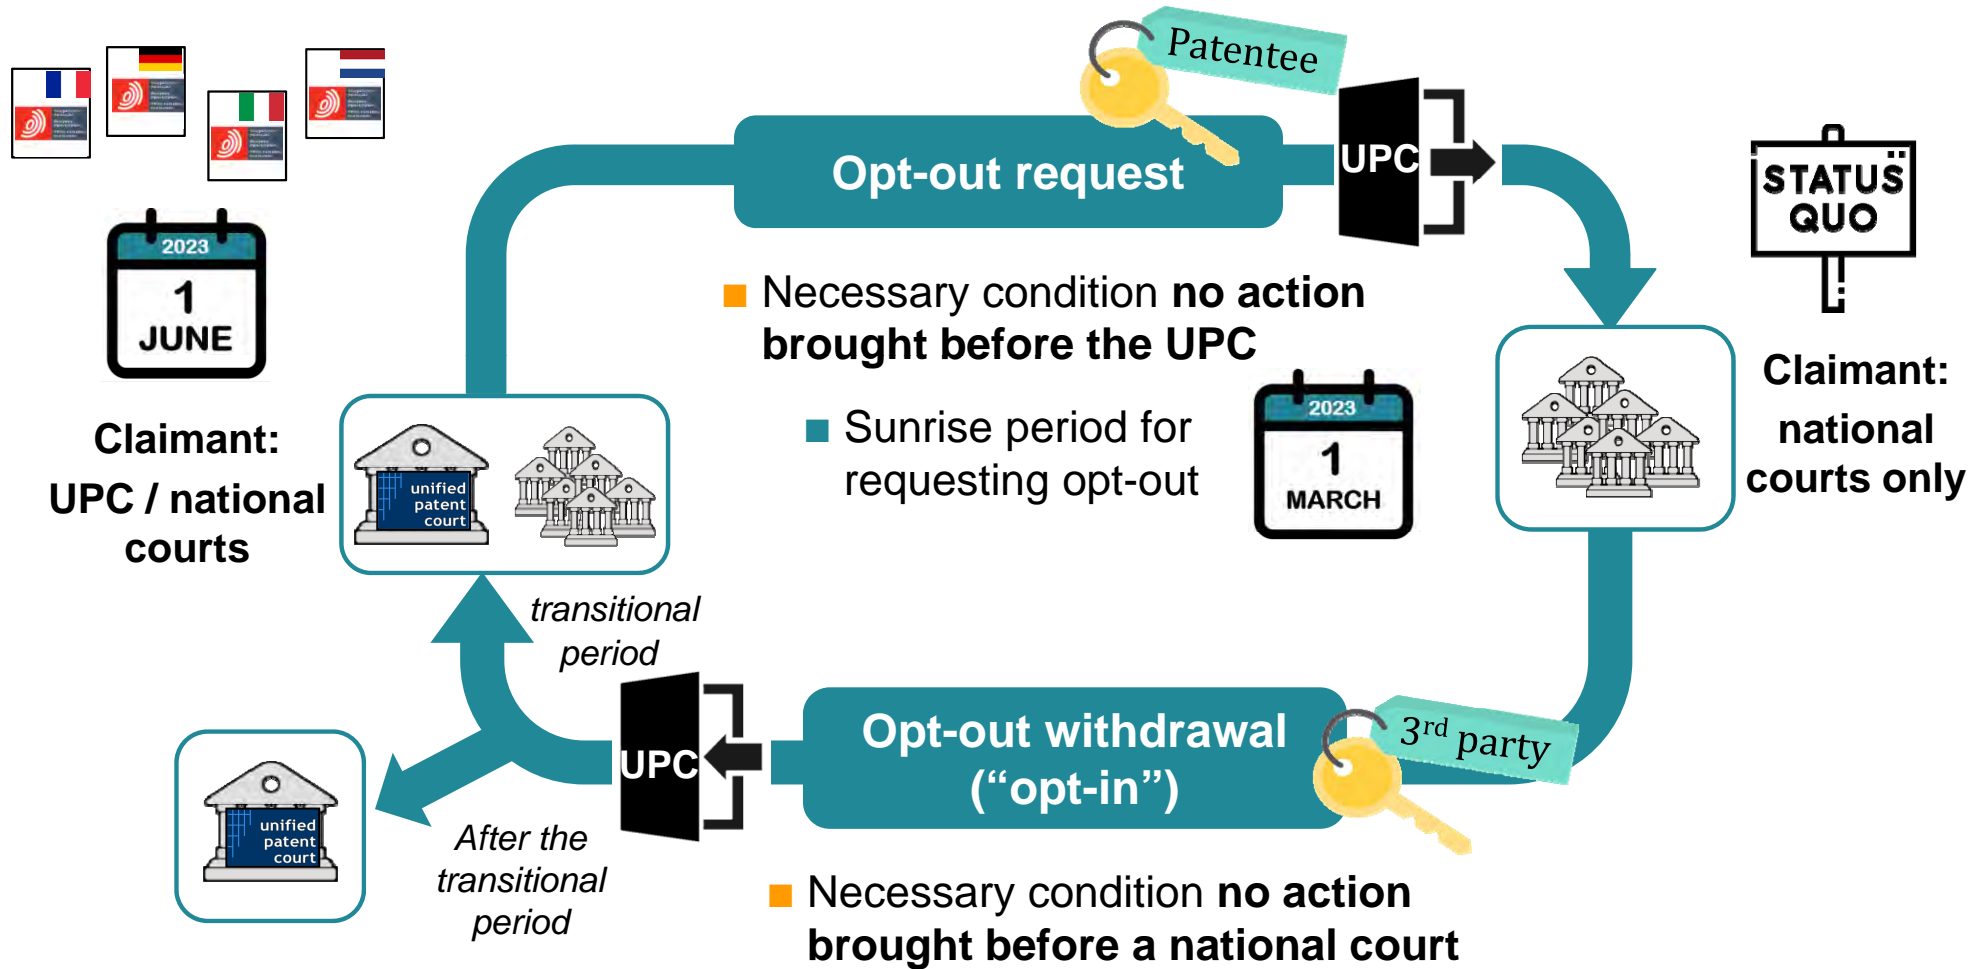 Patentee
Opt-out request
UPC
STATUS
QUO
2023
1
JUNE
Necessary condition no action
brought before the UPC
Claimant:
UPC / national
courts
unified
patent
court
Sunrise period for
requesting opt-out
2023
1
MARCH
Claimant:
national
courts only
transitional
period
UPC
Opt-out withdrawal
(“opt-in”)
3rd party
unified
patent
court
After the
transitional
period
Necessary condition no action
brought before a national court